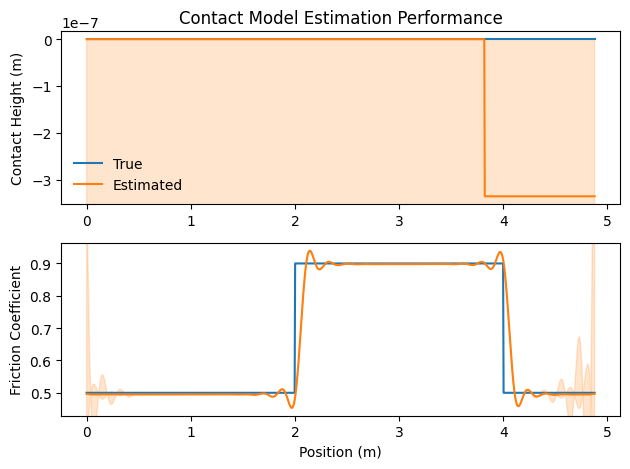 Contact Model Estimation Performance
1e−7
0
−1
−2
−3
Contact Height (m)
True
Estimated
0 1 2 3 4 5
0.9
0.8
0.7
0.6
0.5
Friction Coefficient
0 1 2 3 4 5
Position (m)